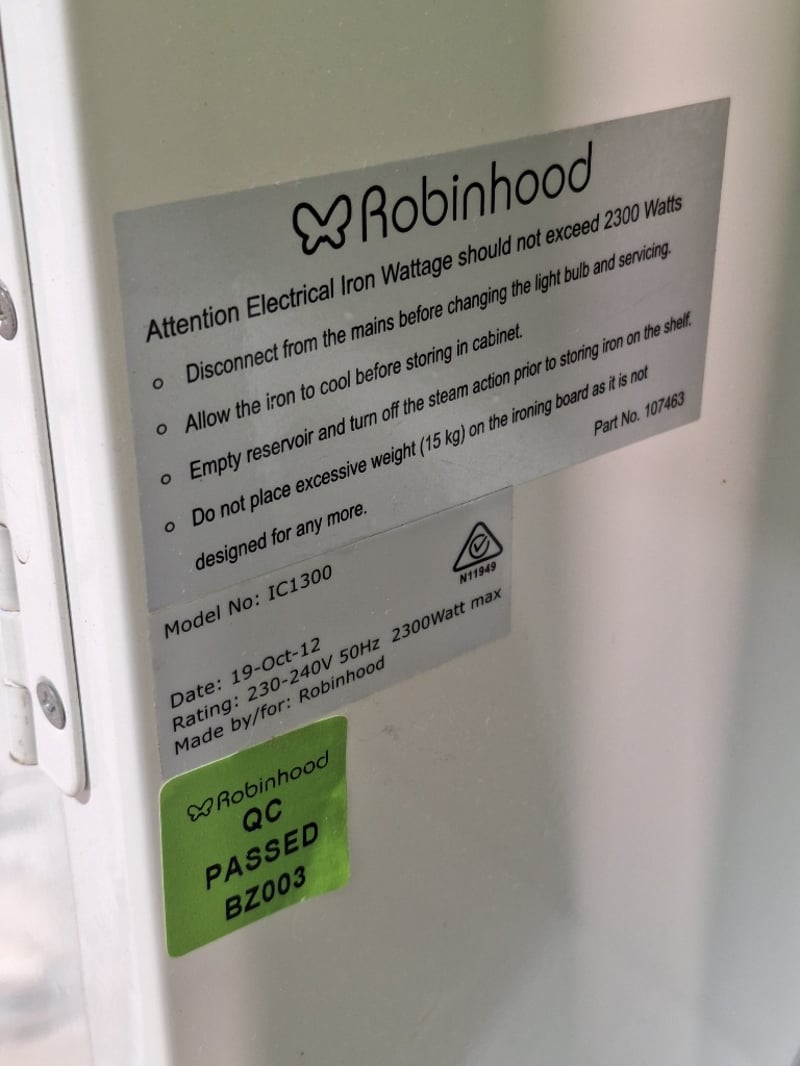 Robinhood
Attention Electrical Iron Wattage should not exceed 2300 Watts
Disconnect from the mains before changing the light bulb and servicing.
Allow the iron to cool before storing in cabinet.
Empty reservoir and turn off the steam action prior to storing iron on the shelf.
Do not place excessive weight (15 kg) on the ironing board as it is not
designed for any more.
Part No. 107463
Model No: IC1300
N11949
Date: 19-Oct-12
Rating: 230-240V 50Hz 2300Watt max
Made by/for: Robinhood
Robinhood
QC
PASSED
BZ003